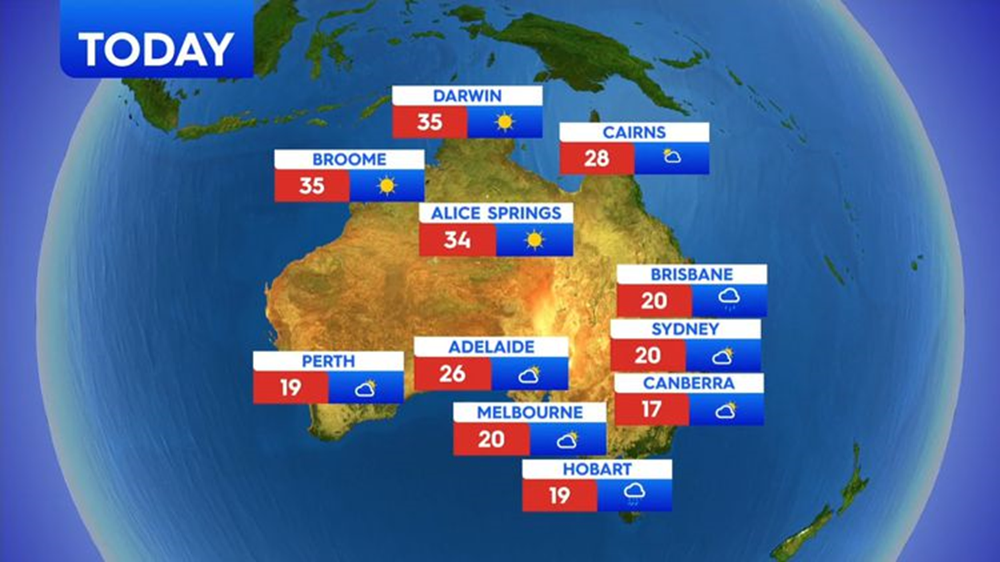 TODAY
DARWIN
35
CAIRNS
28
BROOME
35
ALICE SPRINGS
34
BRISBANE
20
SYDNEY
20
ADELAIDE
26
PERTH
19
CANBERRA
17
MELBOURNE
20
HOBART
19